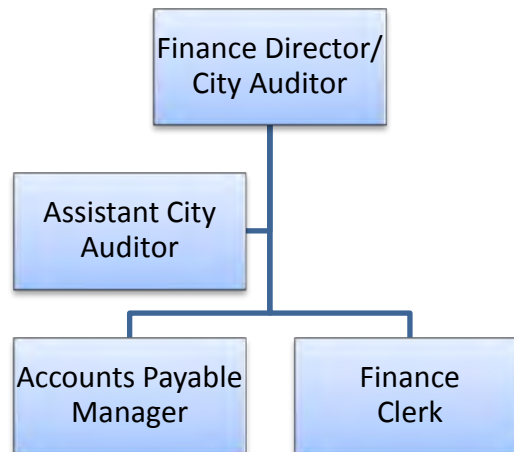 Finance Director/
City Auditor
Assistant City
Auditor
Accounts Payable
Manager
Finance
Clerk